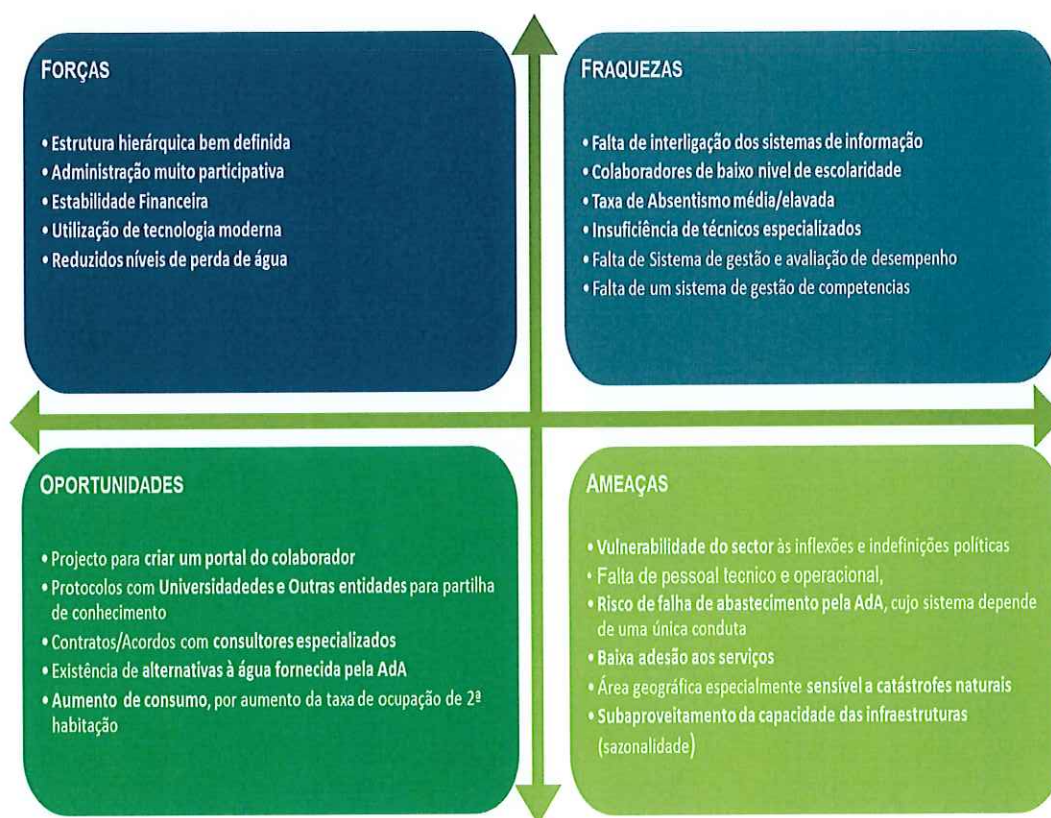 FORÇAS
• Estrutura hierárquica bem definida
• Administração muito participativa
• Estabilidade Financeira
• Utilização de tecnologia moderna
• Reduzidos níveis de perda de água
FRAQUEZAS
• Falta de interligação dos sistemas de informação
• Colaboradores de baixo nivel de escolaridade
• Taxa de Absentismo média/elavada
• Insuficiência de técnicos especializados
• Falta de Sistema de gestão e avaliação de desempenho
• Falta de um sistema de gestão de competencias
OPORTUNIDADES
• Projecto para criar um portal do colaborador
• Protocolos com Universidadedes e Outras entidades para partilha
de conhecimento
• Contratos/Acordos com consultores especializados
• Existência de alternativas à água fornecida pela AdA
• Aumento de consumo, por aumento da taxa de ocupação de 2ª
habitação
AMEAÇAS
• Vulnerabilidade do sector às inflexões e indefinições políticas
• Falta de pessoal tecnico e operacional,
• Risco de falha de abastecimento pela AdA, cujo sistema depende
de uma única conduta
• Baixa adesão aos serviços
• Área geográfica especialmente sensível a catástrofes naturais
• Subaproveitamento da capacidade das infraestruturas
(sazonalidade)